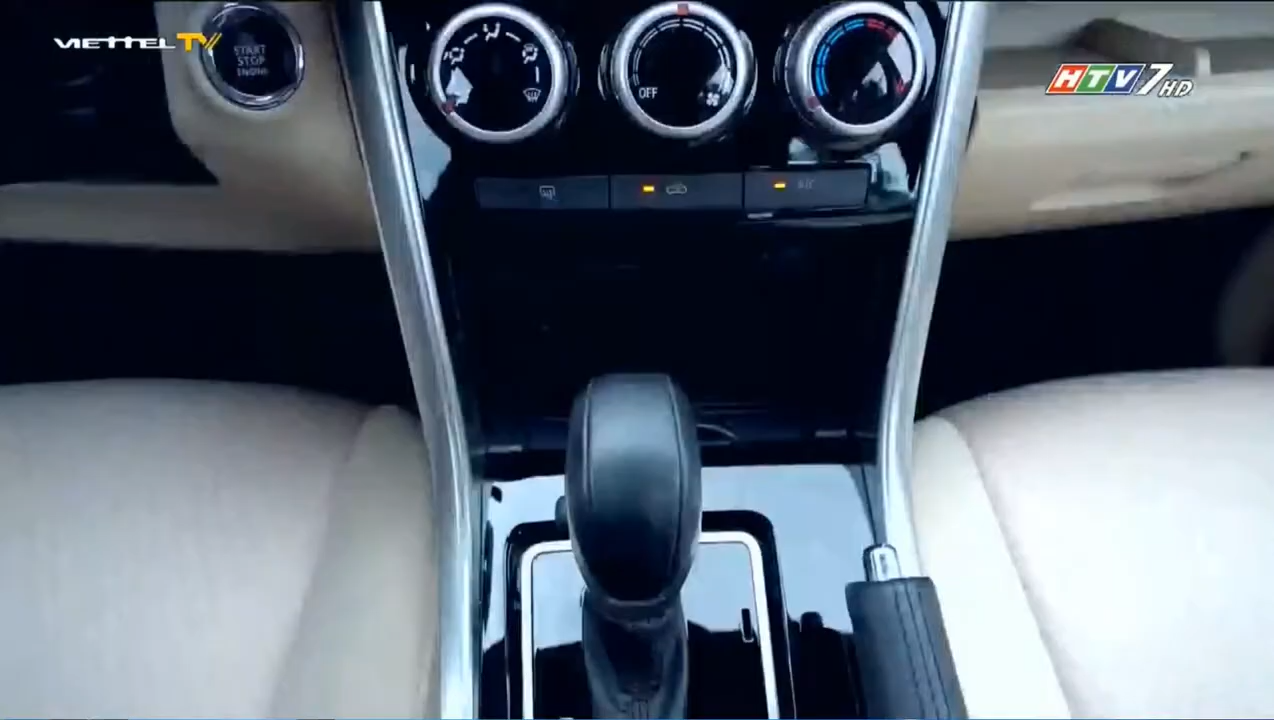 VIETTEL TV
START
STOP
ENGINE
HTV7 HD
OFF
A/C